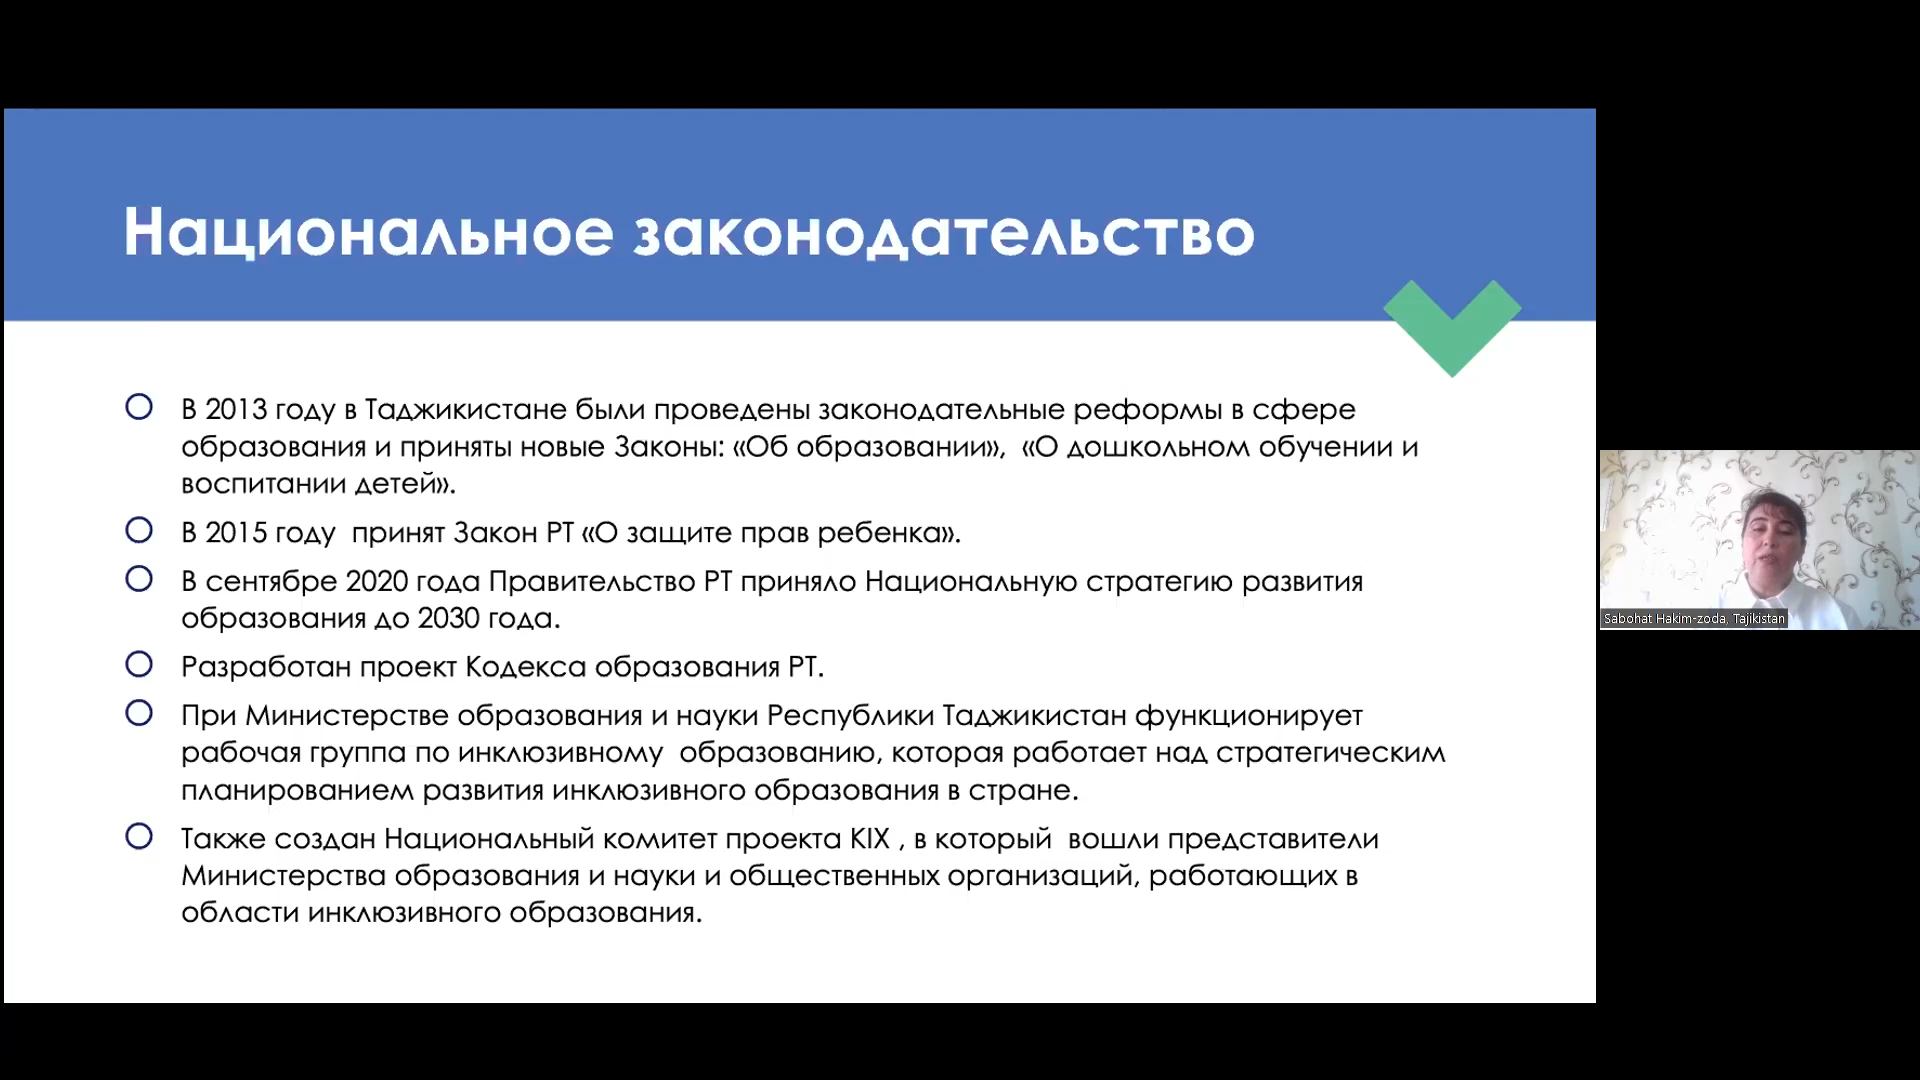 Национальное законодательство
В 2013 году в Таджикистане были проведены законодательные реформы в сфере
образования и приняты новые Законы: «Об образовании»,  «О дошкольном обучении и
воспитании детей».
В 2015 году  принят Закон РТ «О защите прав ребенка».
В сентябре 2020 года Правительство РТ приняло Национальную стратегию развития
образования до 2030 года.
Разработан проект Кодекса образования РТ.
При Министерстве образования и науки Республики Таджикистан функционирует
рабочая группа по инклюзивному  образованию, которая работает над стратегическим
планированием развития инклюзивного образования в стране.
Также создан Национальный комитет проекта KIX , в который  вошли представители
Министерства образования и науки и общественных организаций, работающих в
области инклюзивного образования.
Sabohat Hakim-zoda, Tajikistan